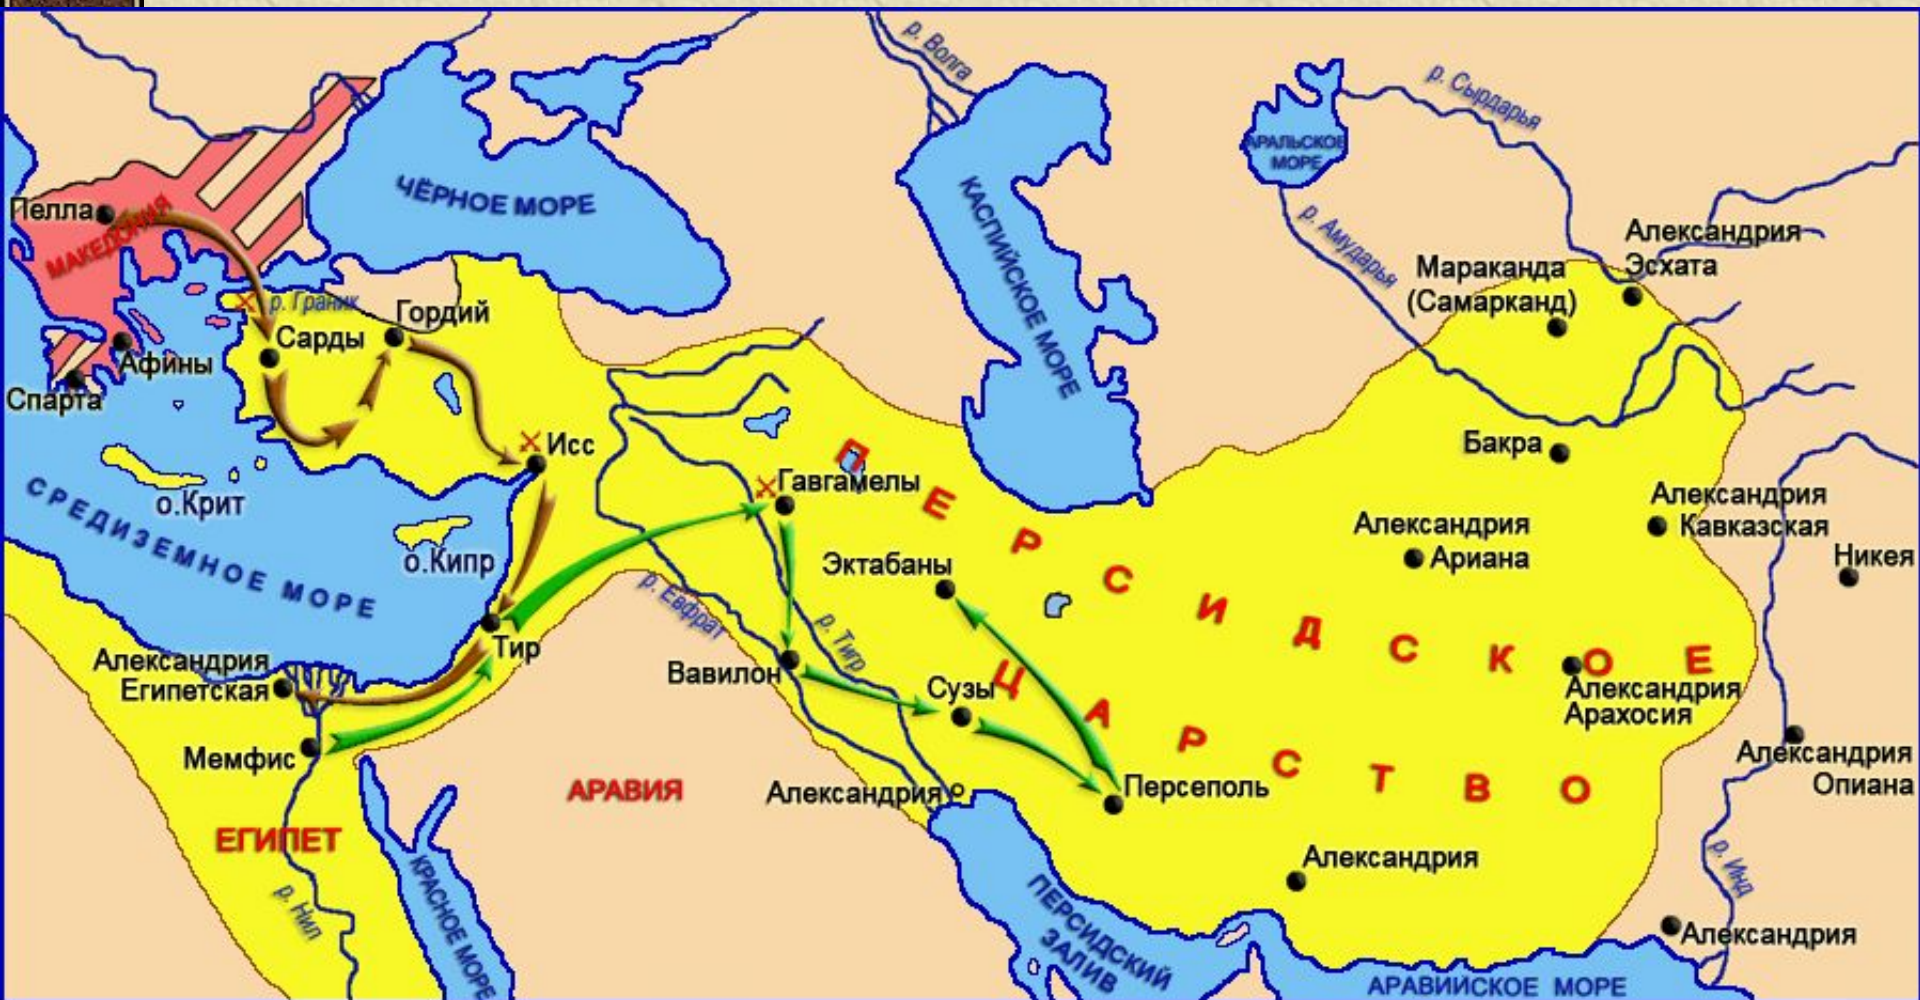 р. Волга
р. Сырдарья
АРАЛЬСКОЕ
МОРЕ
ЧЁРНОЕ МОРЕ
КАСПИЙСКОЕ МОРЕ
р. Амударья
Пелла
МАКЕДОНИЯ
Александрия
Эсхата
Мараканда
(Самарканд)
р. Граник
Гордий
Сарды
Афины
Спарта
Исс
Бакра
о.Крит
СРЕДИЗЕМНОЕ МОРЕ
о.Кипр
Гавгамелы
Александрия
Кавказская
Александрия
Ариана
Никея
Эктабаны
ПЕРСИДСКОЕ
ЦАРСТВО
р. Евфрат
р. Тигр
Тир
Александрия
Египетская
Вавилон
Сузы
Александрия
Арахосия
Мемфис
Александрия
Опиана
АРАВИЯ
Александрия
Персеполь
ЕГИПЕТ
КРАСНОЕ МОРЕ
р. Нил
Александрия
р. Инд
ПЕРСИДСКИЙ
ЗАЛИВ
Александрия
АРАВИЙСКОЕ МОРЕ